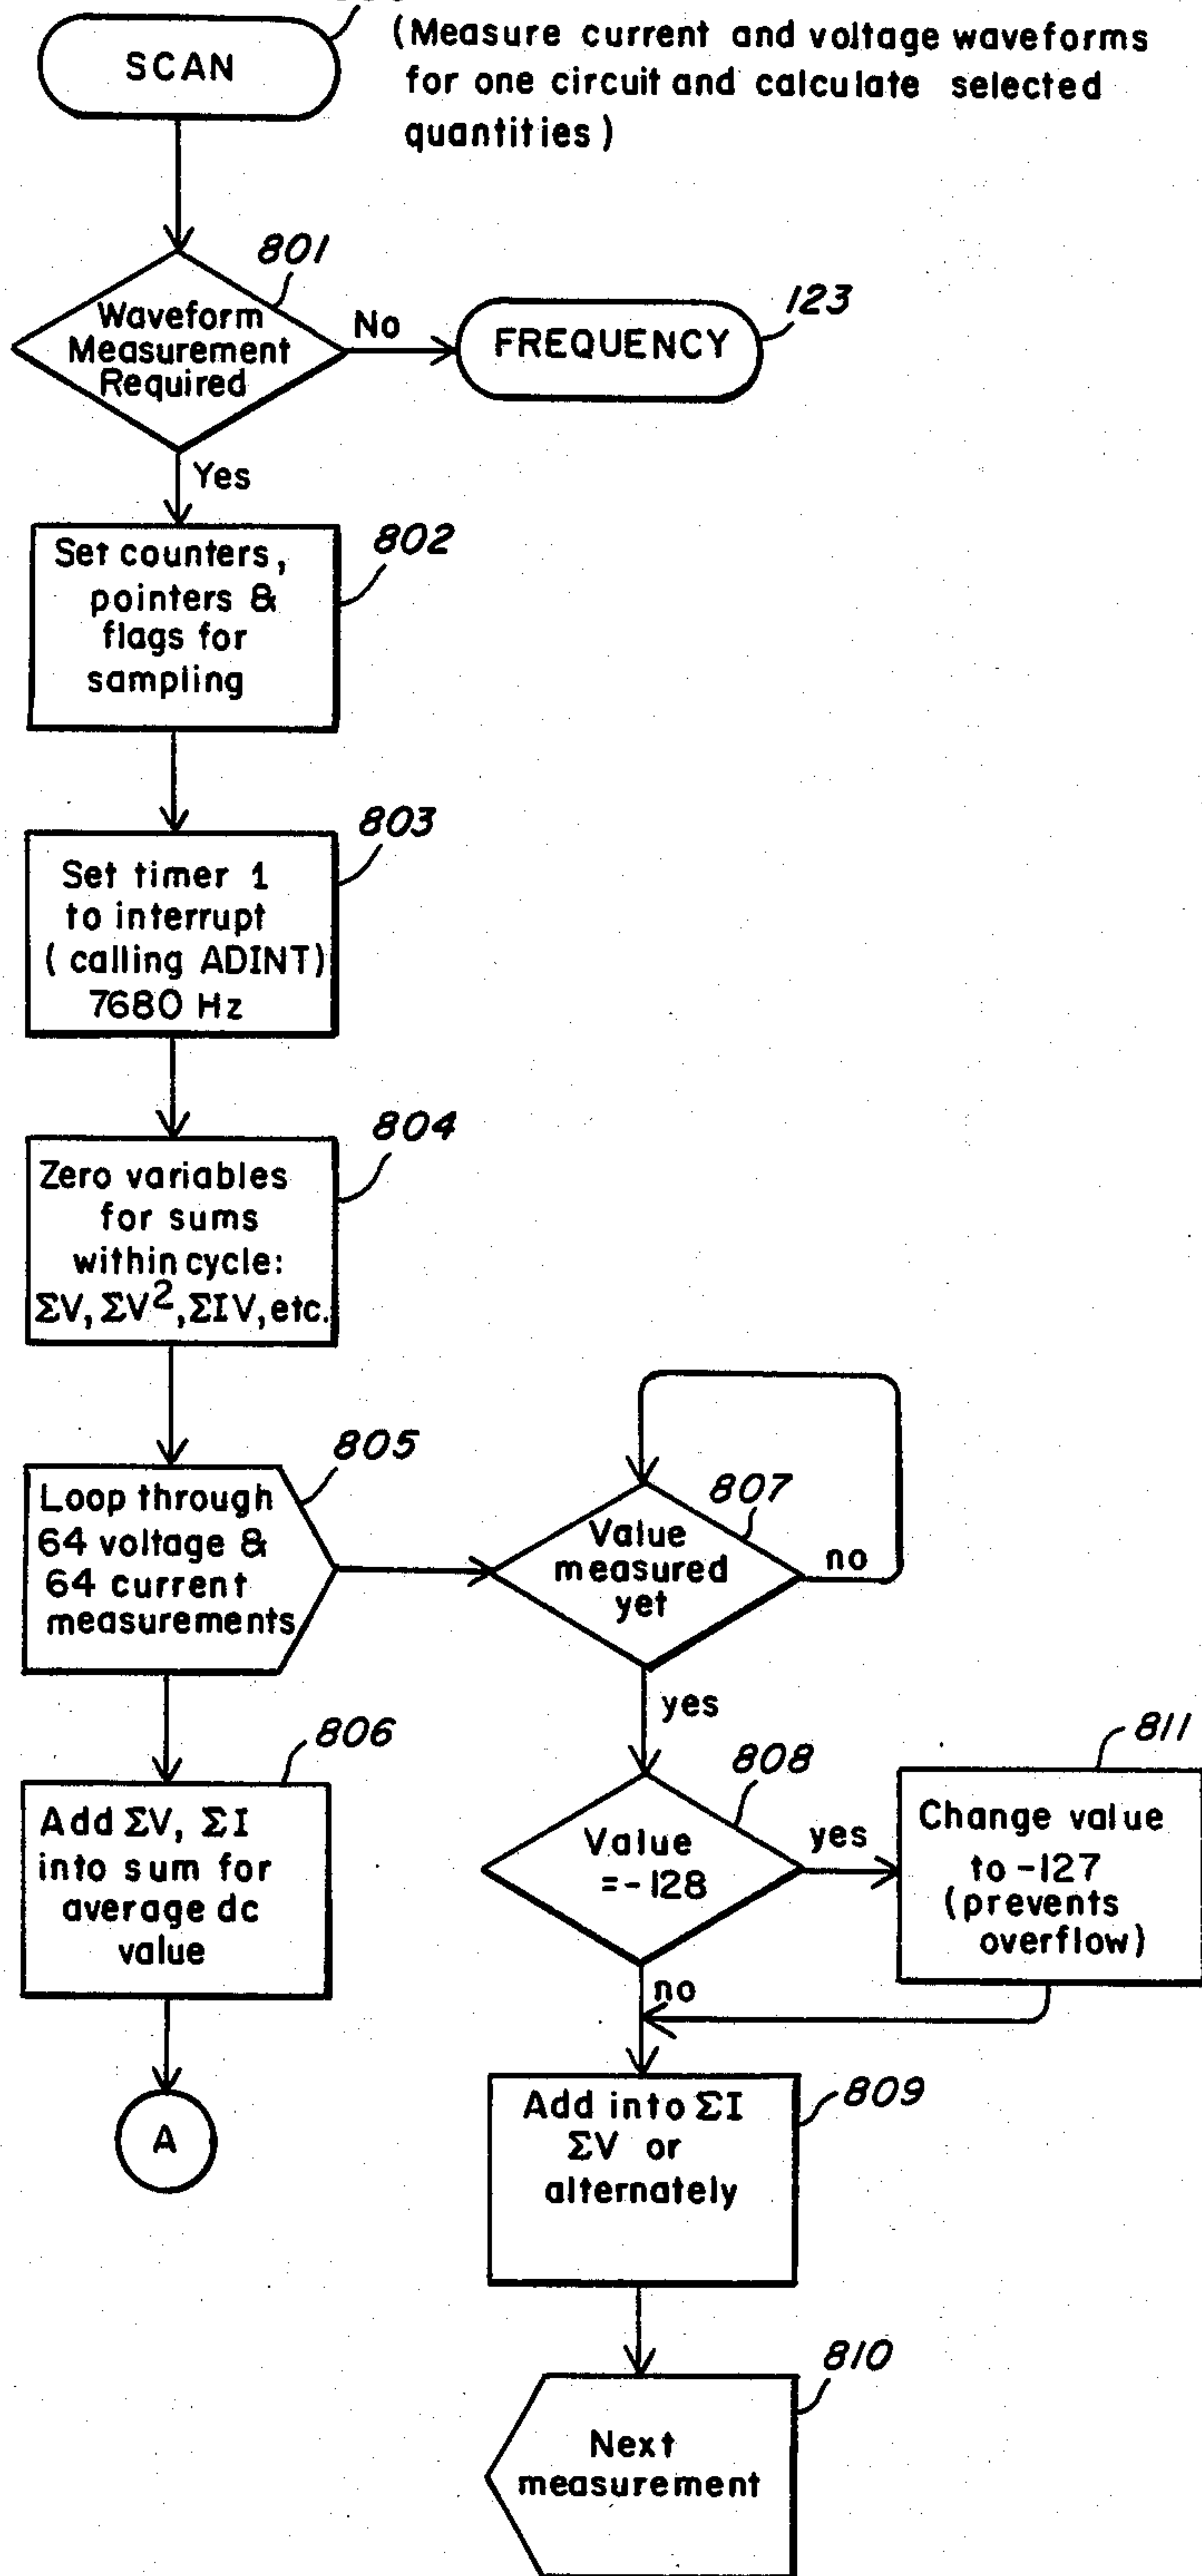 SCAN
(Measure current and voltage waveforms
for one circuit and calculate selected
quantities)
801
Waveform
Measurement
Required
No
FREQUENCY
123
Yes
802
Set counters,
pointers &
flags for
sampling
803
Set timer 1
to interrupt
( calling ADINT)
7680 Hz
804
Zero variables
for sums
within cycle:
ΣV, ΣV², ΣIV, etc.
805
Loop through
64 voltage &
64 current
measurements
807
Value
measured
yet
no
yes
806
Add ΣV, ΣI
into sum for
average dc
value
A
808
Value
=-128
yes
no
811
Change value
to -127
(prevents
overflow)
809
Add into ΣI
ΣV or
alternately
810
Next
measurement